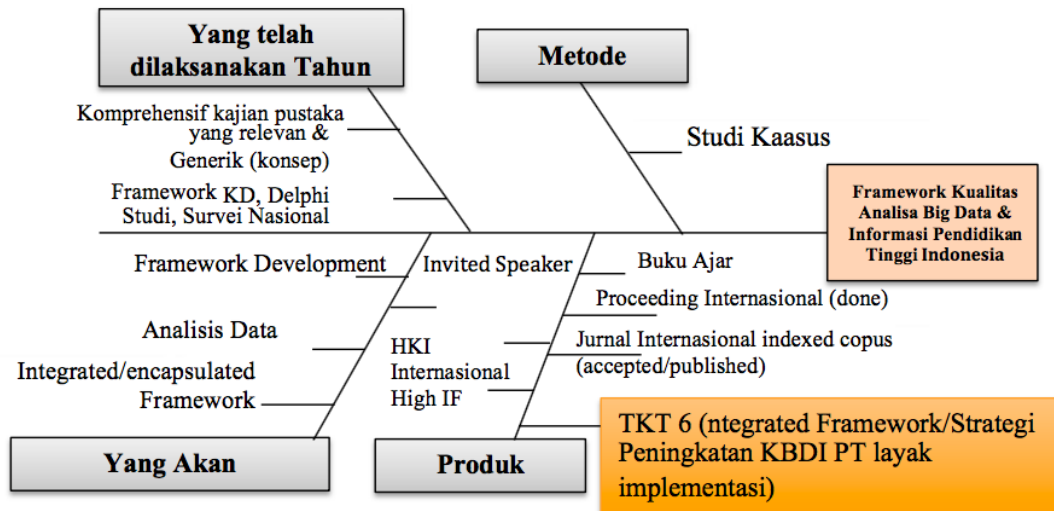 Yang telah
dilaksanakan Tahun
Metode
Komprehensif kajian pustaka
yang relevan &
Generik (konsep)
Framework KD, Delphi
Studi, Survei Nasional
Studi Kaasus
Framework Kualitas
Analisa Big Data &
Informasi Pendidikan
Tinggi Indonesia
Framework Development
Analisis Data
Integrated/encapsulated
Framework
Yang Akan
Invited Speaker
HKI
Internasional
High IF
Buku Ajar
Proceeding Internasional (done)
Jurnal Internasional indexed copus
(accepted/published)
Produk
TKT 6 (ntegrated Framework/Strategi
Peningkatan KBDI PT layak
implementasi)